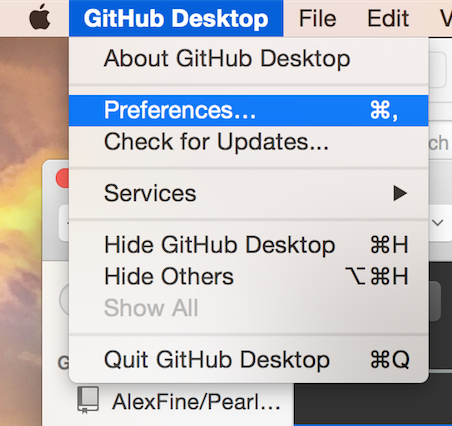 GitHub Desktop File Edit
About GitHub Desktop
Preferences... ⌘,
Check for Updates...
ch
Services ▶
Hide GitHub Desktop ⌘H
Hide Others ⌥⌘H
Show All
G
Quit GitHub Desktop ⌘Q
AlexFine/Pearl...